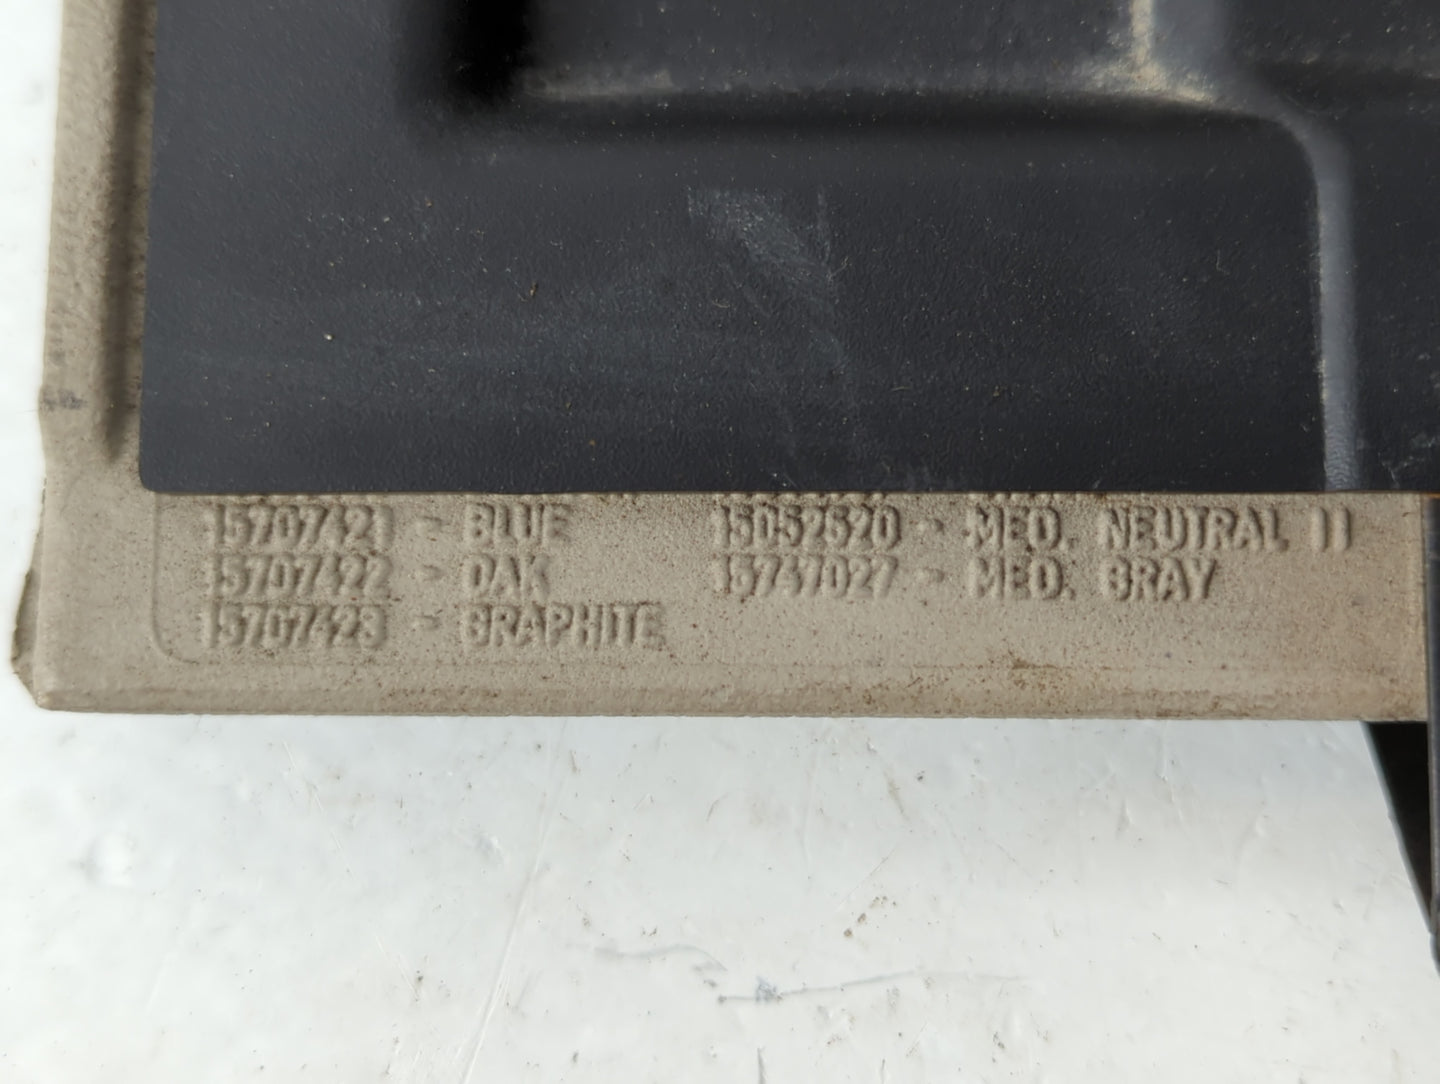 15707421 - BLUE 15052620 - MED. NEUTRAL II
15707422 - OAK 15747027 - MED. GRAY
15707423 - GRAPHITE